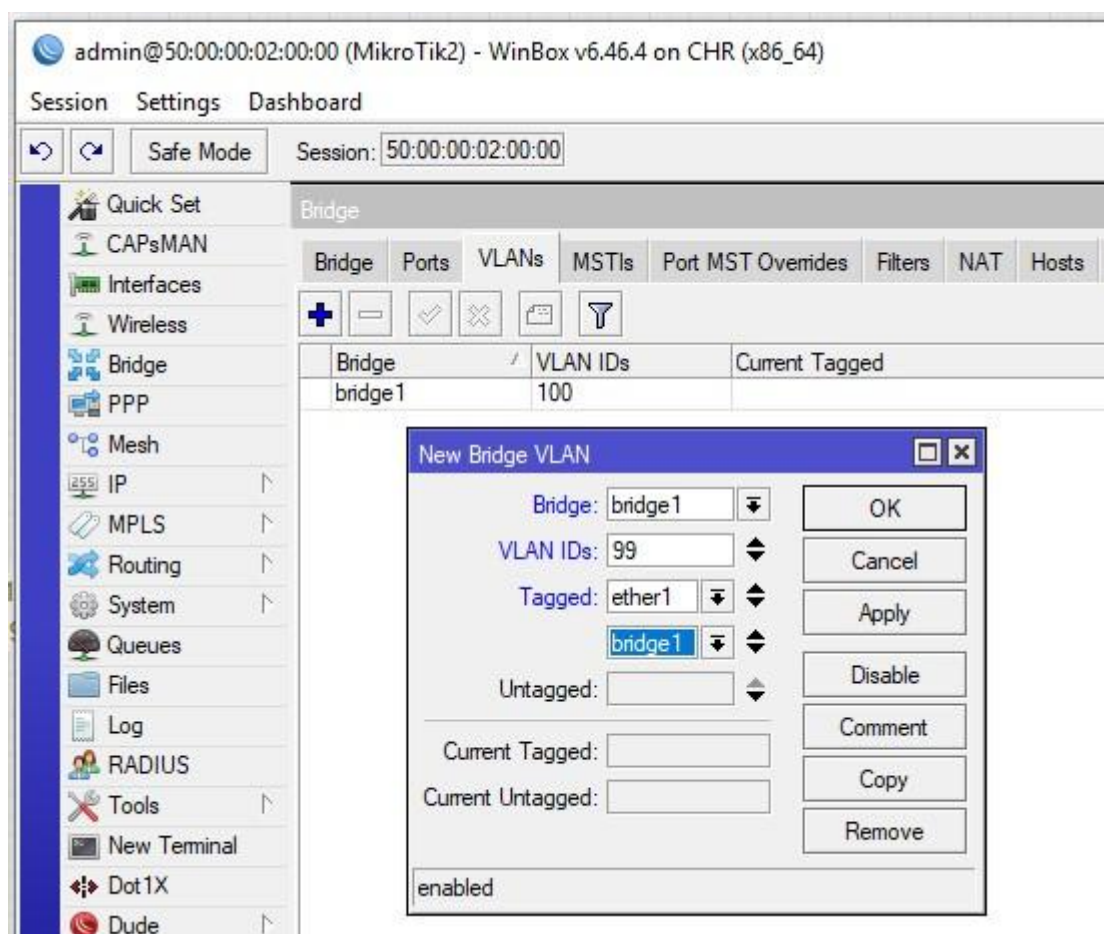 admin@50:00:00:02:00:00 (MikroTik2) - WinBox v6.46.4 on CHR (x86_64)
Session Settings Dashboard
Safe Mode Session: 50:00:00:02:00:00
Quick Set
CAPsMAN
Interfaces
Wireless
Bridge
PPP
Mesh
255 IP
MPLS
Routing
System
Queues
Files
Log
RADIUS
Tools
New Terminal
Dot1X
Dude
Bridge
Bridge Ports VLANs MSTIs Port MST Overrides Filters NAT Hosts
Bridge VLAN IDs Current Tagged
bridge1 100
New Bridge VLAN
Bridge: bridge1
VLAN IDs: 99
Tagged: ether1
bridge1
Untagged:
Current Tagged:
Current Untagged:
OK
Cancel
Apply
Disable
Comment
Copy
Remove
enabled